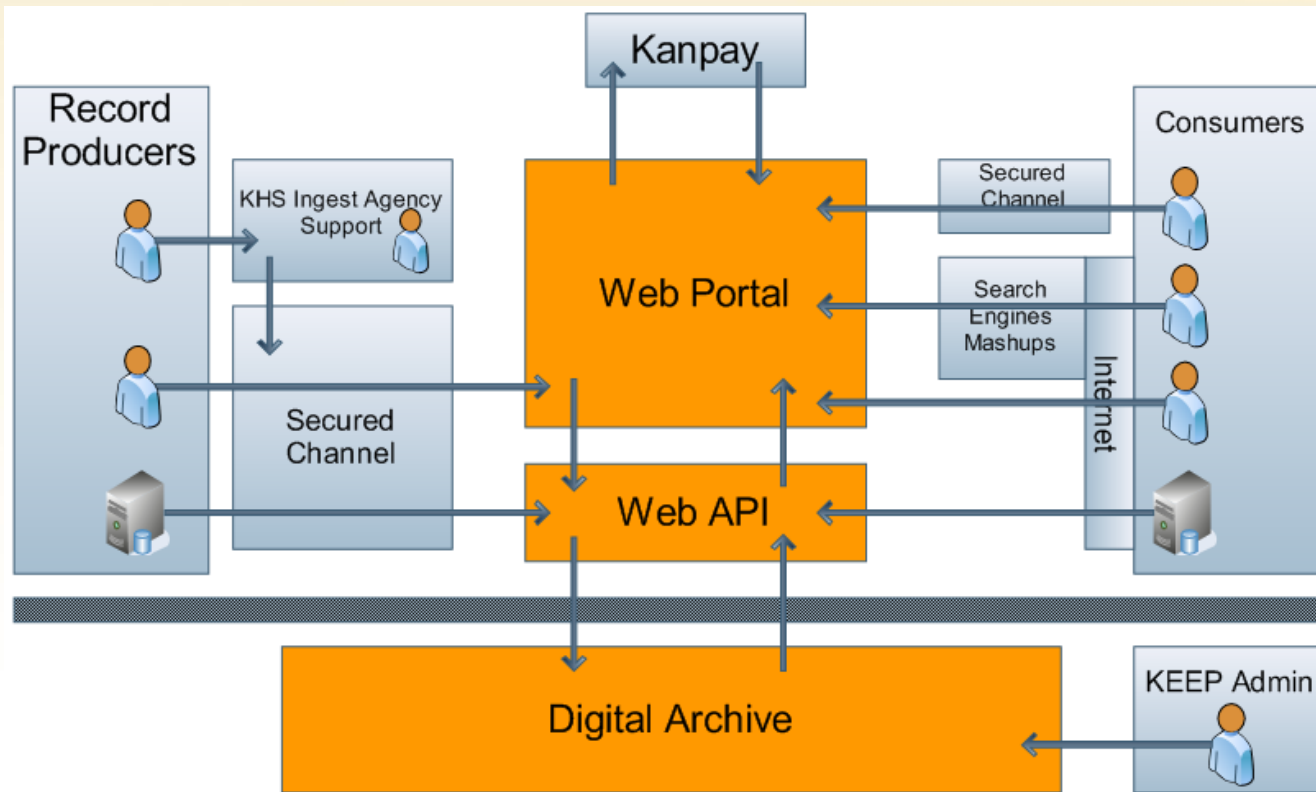 Kanpay
Record
Producers
KHS Ingest Agency
Support
Secured
Channel
Web Portal
Web API
Consumers
Secured
Channel
Search
Engines
Mashups
Internet
Digital Archive
KEEP Admin